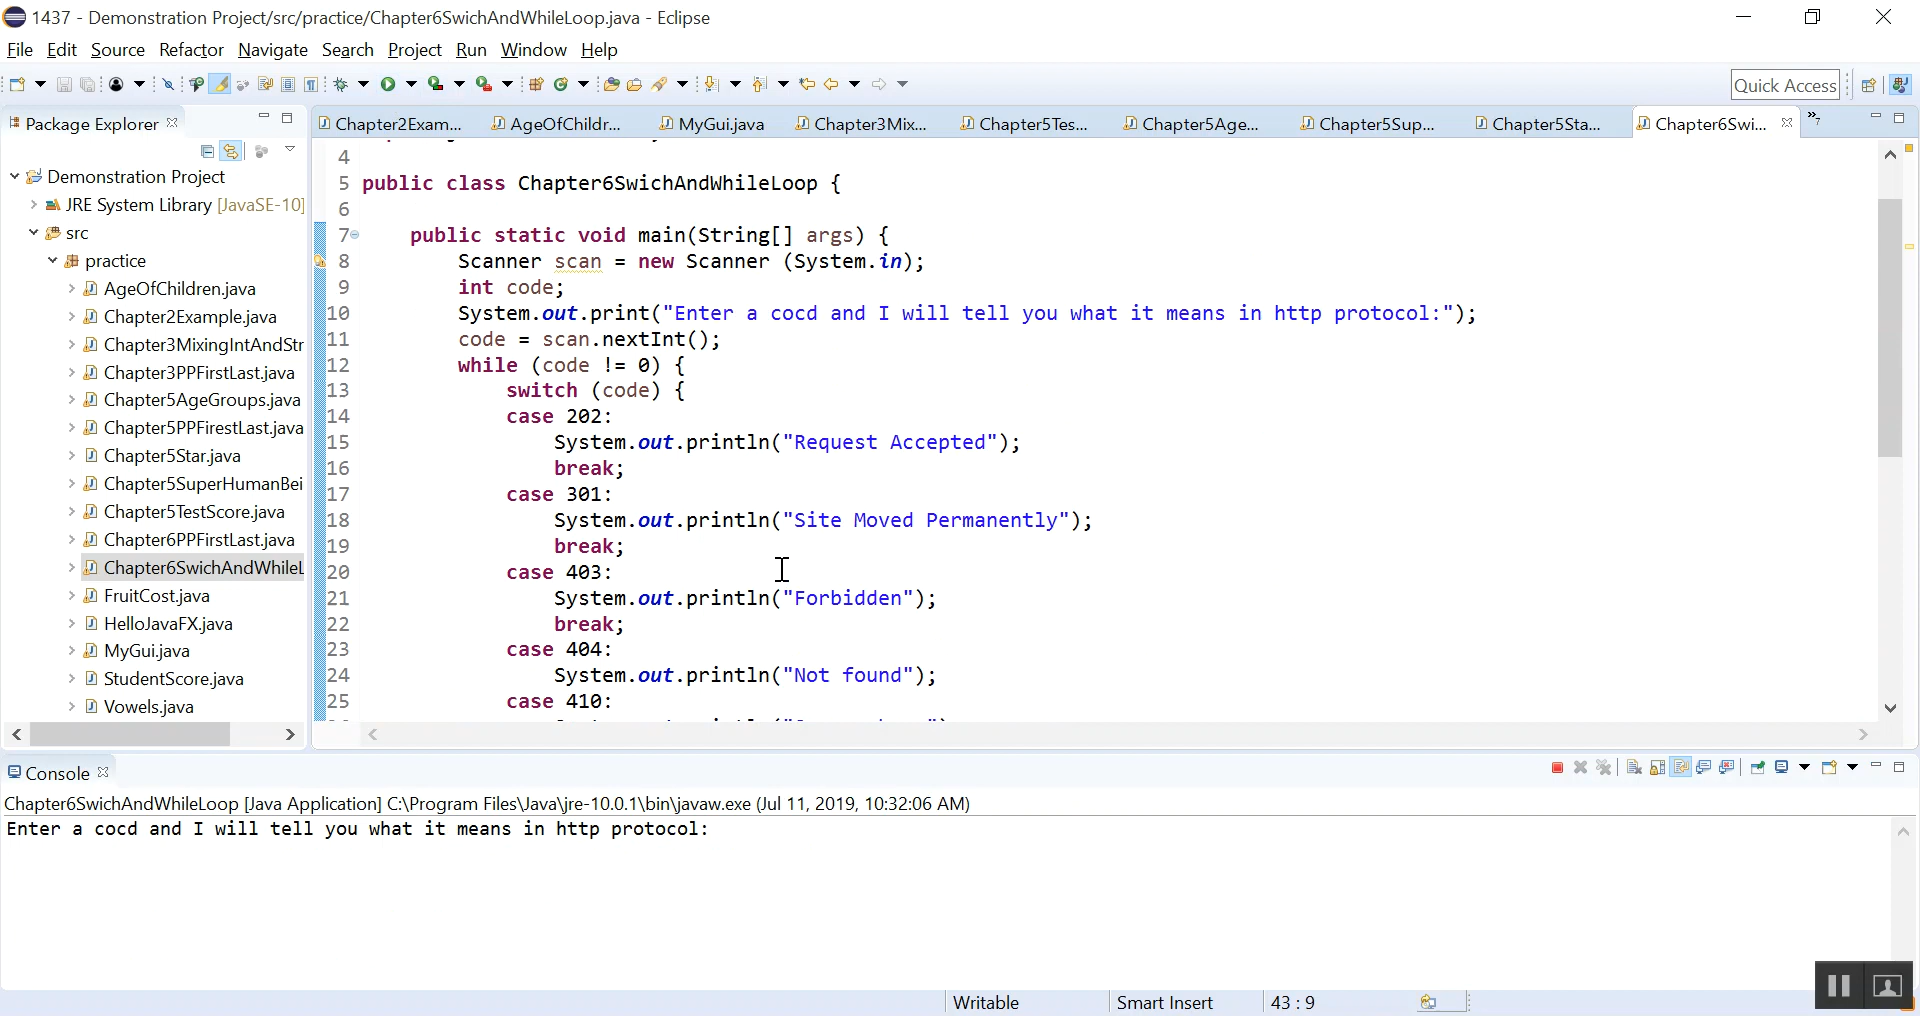 1437 - Demonstration Project/src/practice/Chapter6SwichAndWhileLoop.java - Eclipse
File Edit Source Refactor Navigate Search Project Run Window Help
Quick Access
Package Explorer
Chapter2Exam...
AgeOfChildr...
MyGui.java
Chapter3Mix...
Chapter5Tes...
Chapter5Age...
Chapter5Sup...
Chapter5Sta...
Chapter6Swi...
»7
Demonstration Project
JRE System Library [JavaSE-10]
src
practice
AgeOfChildren.java
Chapter2Example.java
Chapter3MixingIntAndStr
Chapter3PPFirstLast.java
Chapter5AgeGroups.java
Chapter5PPFirestLast.java
Chapter5Star.java
Chapter5SuperHumanBei
Chapter5TestScore.java
Chapter6PPFirstLast.java
Chapter6SwichAndWhileL
FruitCost.java
HelloJavaFX.java
MyGui.java
StudentScore.java
Vowels.java
4
5 public class Chapter6SwichAndWhileLoop {
6
7 public static void main(String[] args) {
8 Scanner scan = new Scanner (System.in);
9 int code;
10 System.out.print("Enter a cocd and I will tell you what it means in http protocol:");
11 code = scan.nextInt();
12 while (code != 0) {
13 switch (code) {
14 case 202:
15 System.out.println("Request Accepted");
16 break;
17 case 301:
18 System.out.println("Site Moved Permanently");
19 break;
20 case 403:
21 System.out.println("Forbidden");
22 break;
23 case 404:
24 System.out.println("Not found");
25 case 410:
Console
Chapter6SwichAndWhileLoop [Java Application] C:\Program Files\Java\jre-10.0.1\bin\javaw.exe (Jul 11, 2019, 10:32:06 AM)
Enter a cocd and I will tell you what it means in http protocol:
Writable
Smart Insert
43 : 9